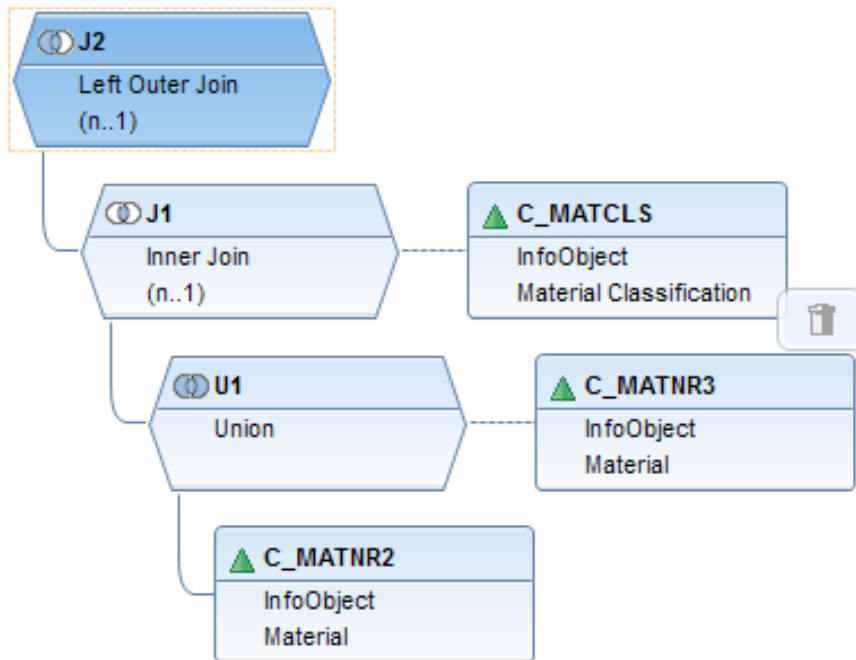 J2
Left Outer Join
(n..1)
J1
Inner Join
(n..1)
C_MATCLS
InfoObject
Material Classification
U1
Union
C_MATNR3
InfoObject
Material
C_MATNR2
InfoObject
Material